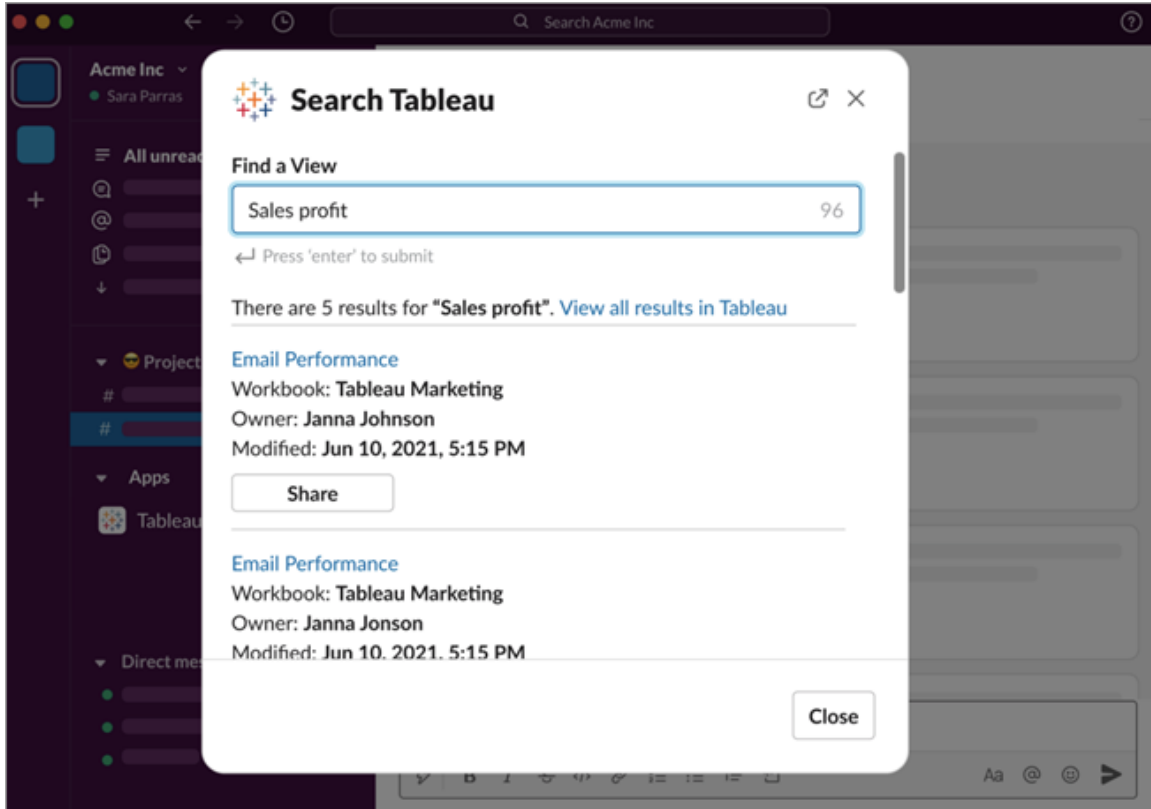 Search Acme Inc
Acme Inc
Sara Parras
All unread
Project
Apps
Tableau
Direct mes
Search Tableau
Find a View
Sales profit 96
Press 'enter' to submit
There are 5 results for “Sales profit”. View all results in Tableau
Email Performance
Workbook: Tableau Marketing
Owner: Janna Johnson
Modified: Jun 10, 2021, 5:15 PM
Share
Email Performance
Workbook: Tableau Marketing
Owner: Janna Jonson
Modified: Jun 10, 2021, 5:15 PM
Close
B I
Aa @